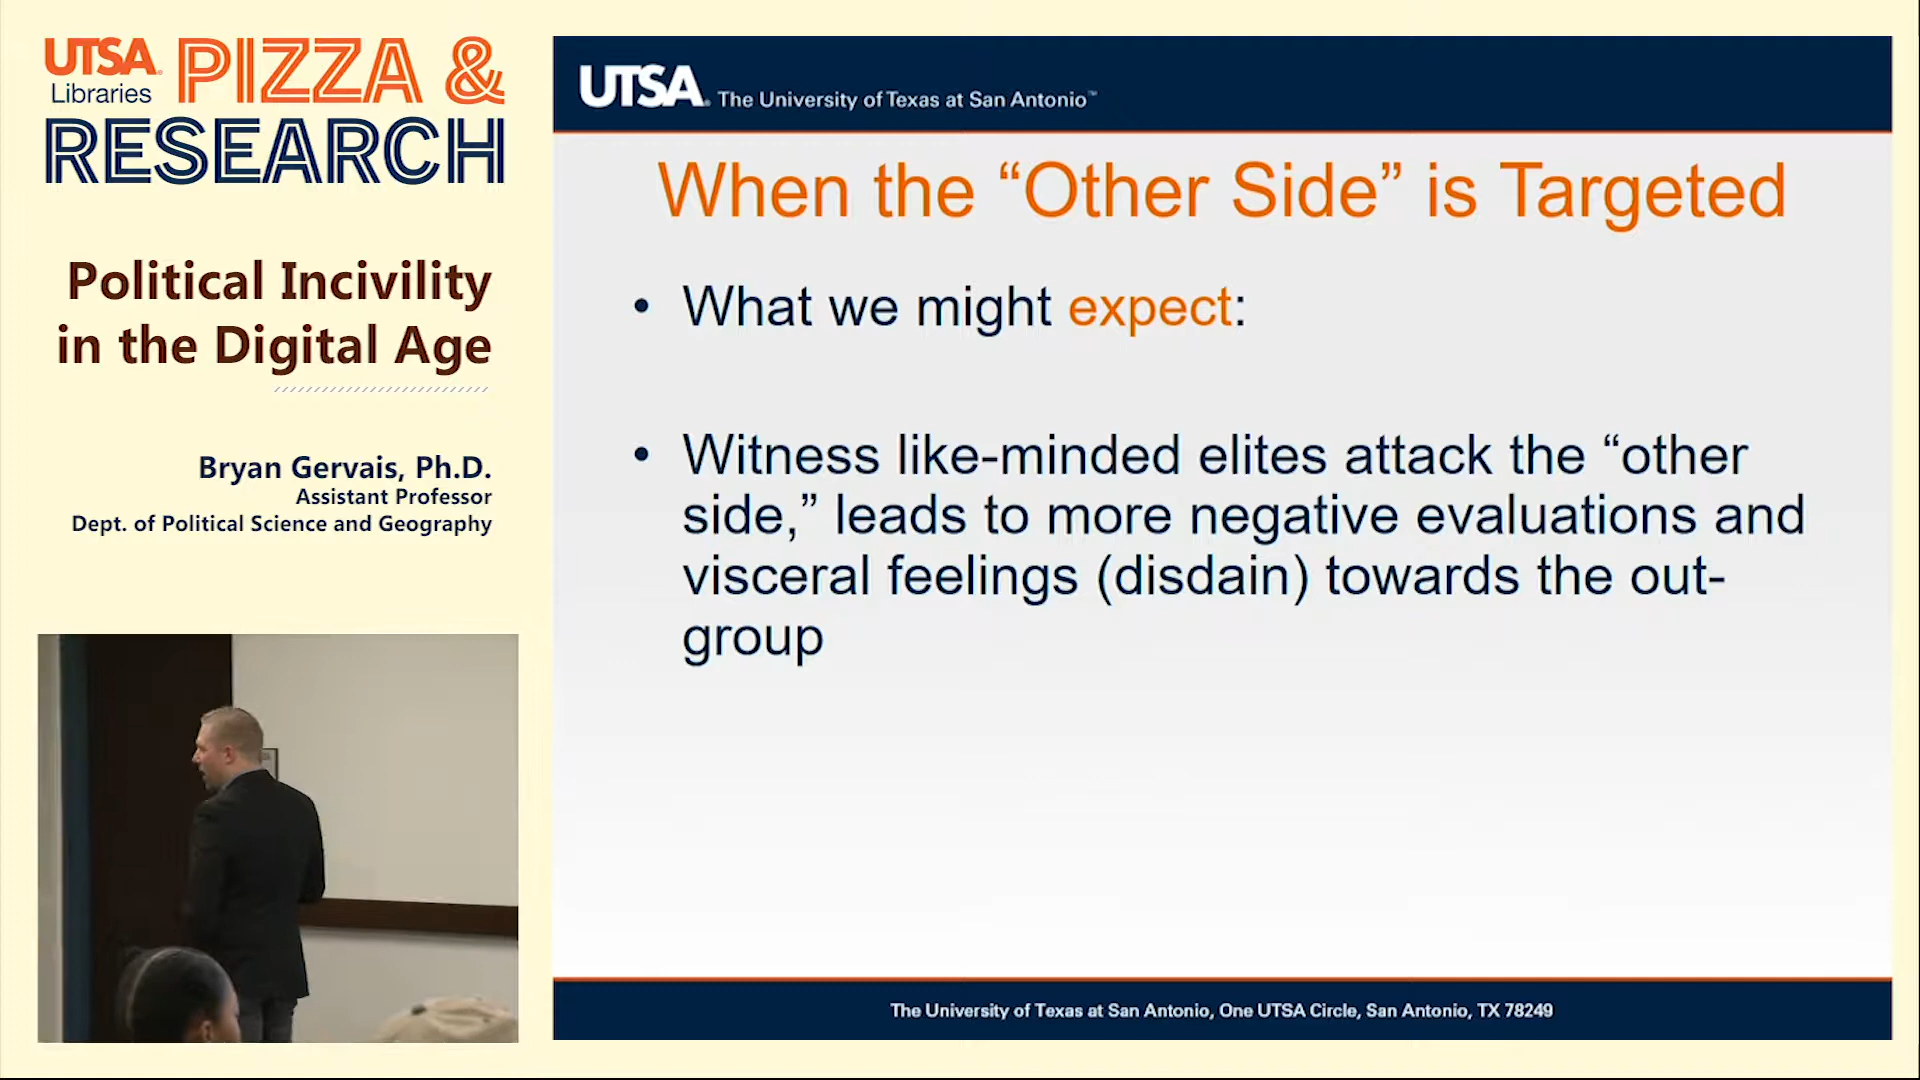 UTSA PIZZA &
Libraries
RESEARCH
Political Incivility
in the Digital Age
Bryan Gervais, Ph.D.
Assistant Professor
Dept. of Political Science and Geography
UTSA The University of Texas at San Antonio™
When the “Other Side” is Targeted
• What we might expect:
• Witness like-minded elites attack the “other
side,” leads to more negative evaluations and
visceral feelings (disdain) towards the out-
group
The University of Texas at San Antonio, One UTSA Circle, San Antonio, TX 78249